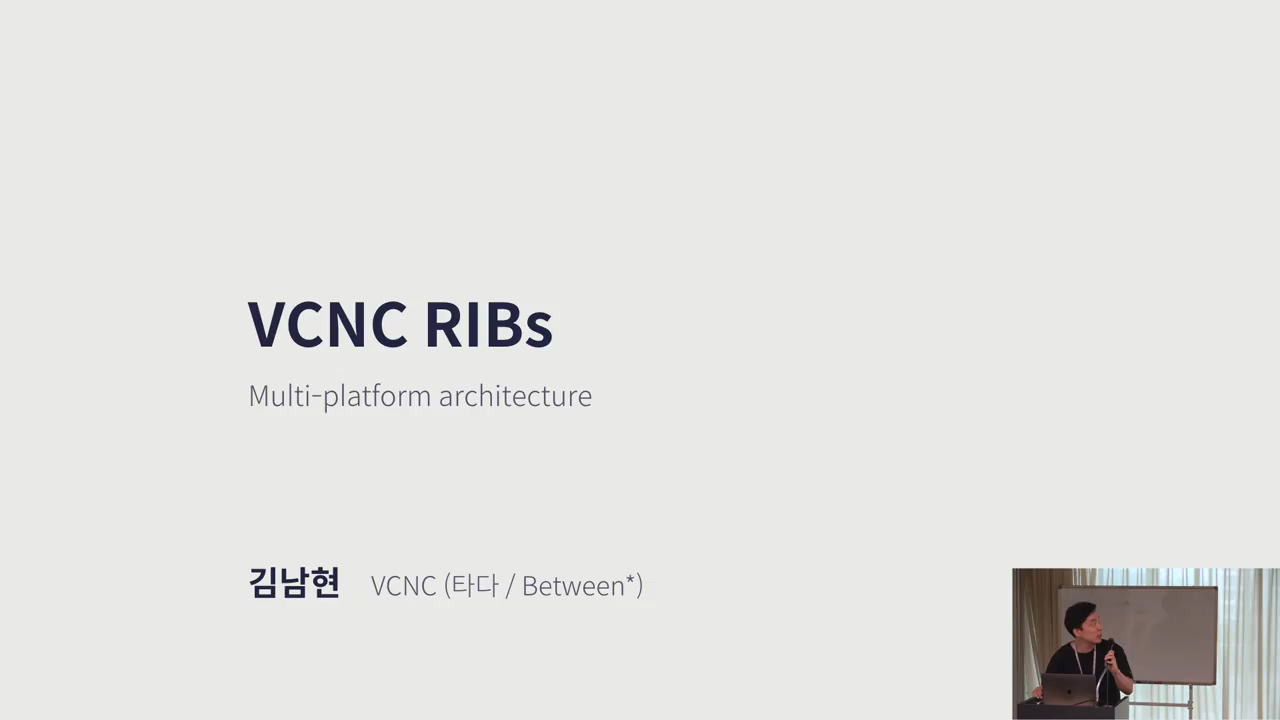 VCNC RIBs
Multi-platform architecture
김남현 VCNC (타다 / Between*)